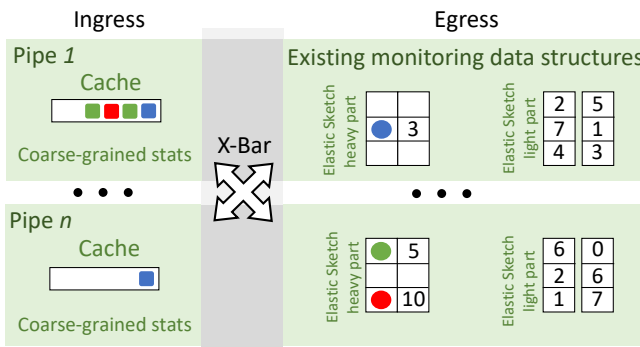 Ingress
Egress
Pipe 1
Existing monitoring data structures
Cache
Coarse-grained stats
X-Bar
Elastic Sketch
heavy part
3
Elastic Sketch
light part
2 5
7 1
4 3
Pipe n
Cache
Coarse-grained stats
Elastic Sketch
heavy part
5
10
Elastic Sketch
light part
6 0
2 6
1 7